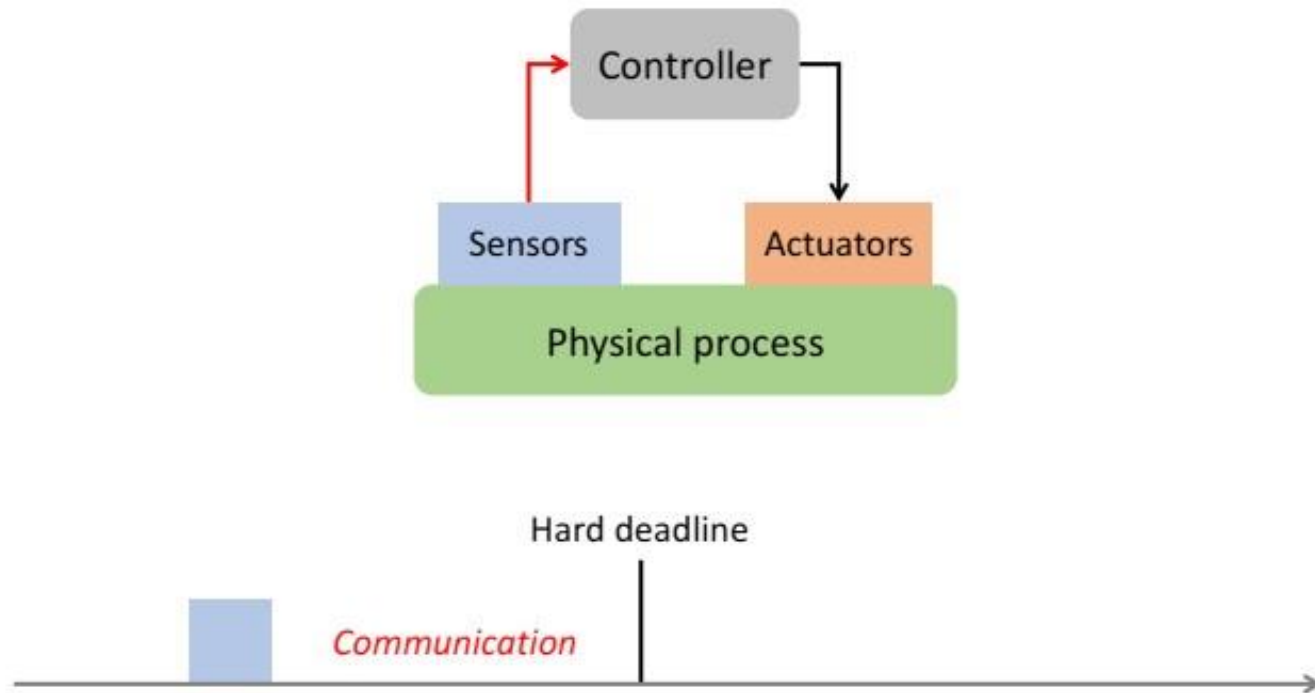 Controller
Sensors
Actuators
Physical process
Hard deadline
Communication